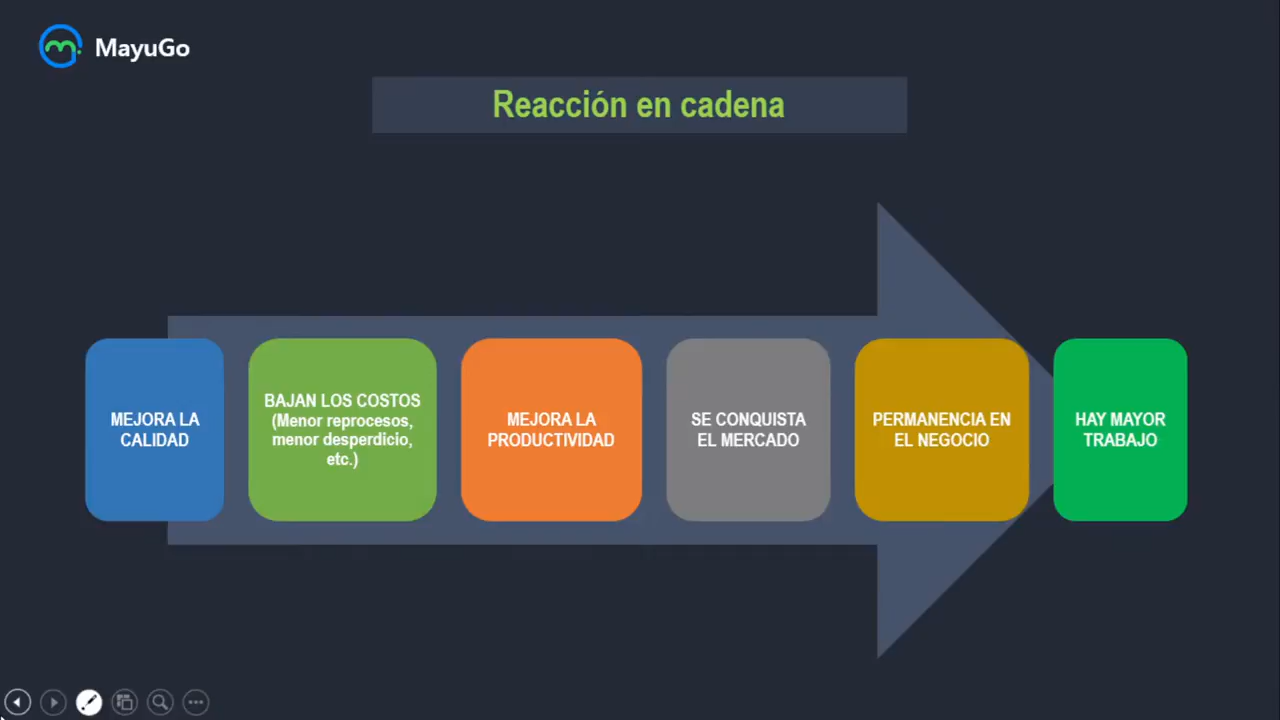 MayuGo
Reacción en cadena
MEJORA LA
CALIDAD
BAJAN LOS COSTOS
(Menor reprocesos,
menor desperdicio,
etc.)
MEJORA LA
PRODUCTIVIDAD
SE CONQUISTA
EL MERCADO
PERMANENCIA EN
EL NEGOCIO
HAY MAYOR
TRABAJO